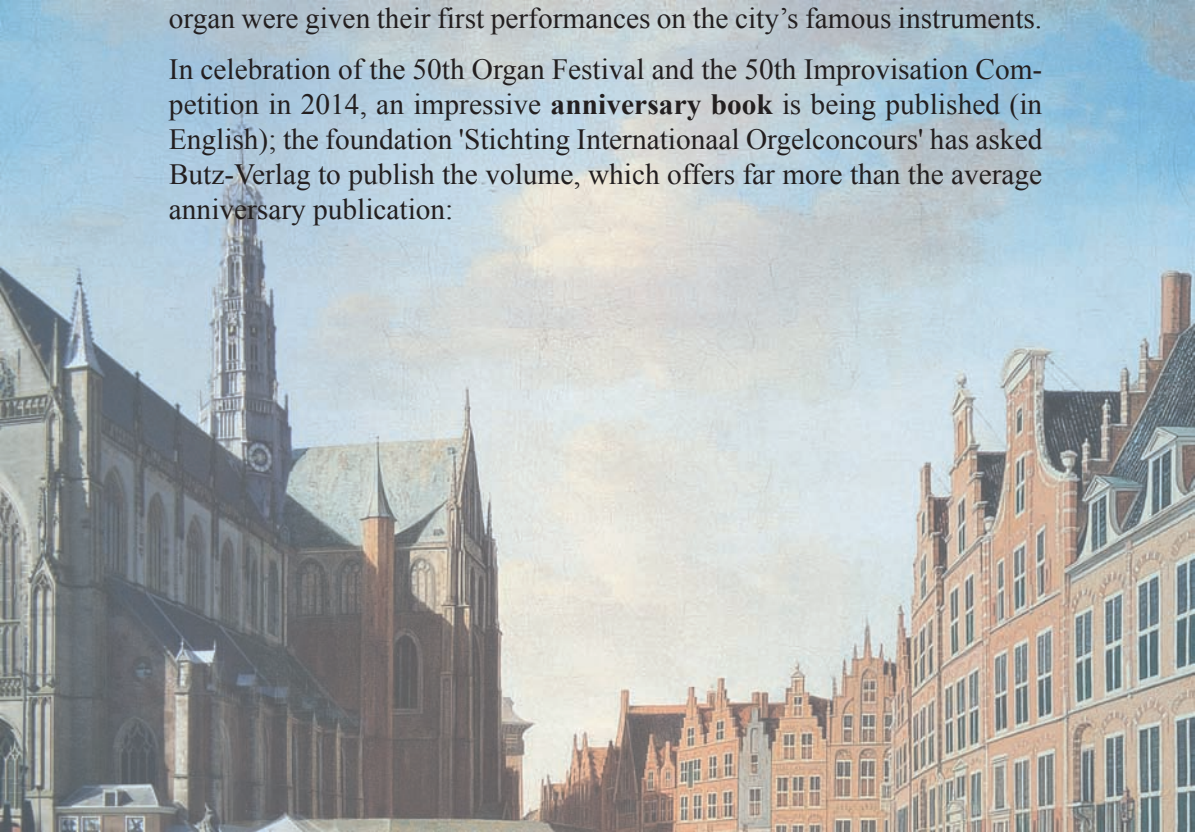 organ were given their first performances on the city’s famous instruments.
In celebration of the 50th Organ Festival and the 50th Improvisation Com-
petition in 2014, an impressive anniversary book is being published (in
English); the foundation 'Stichting Internationaal Orgelconcours' has asked
Butz-Verlag to publish the volume, which offers far more than the average
anniversary publication: